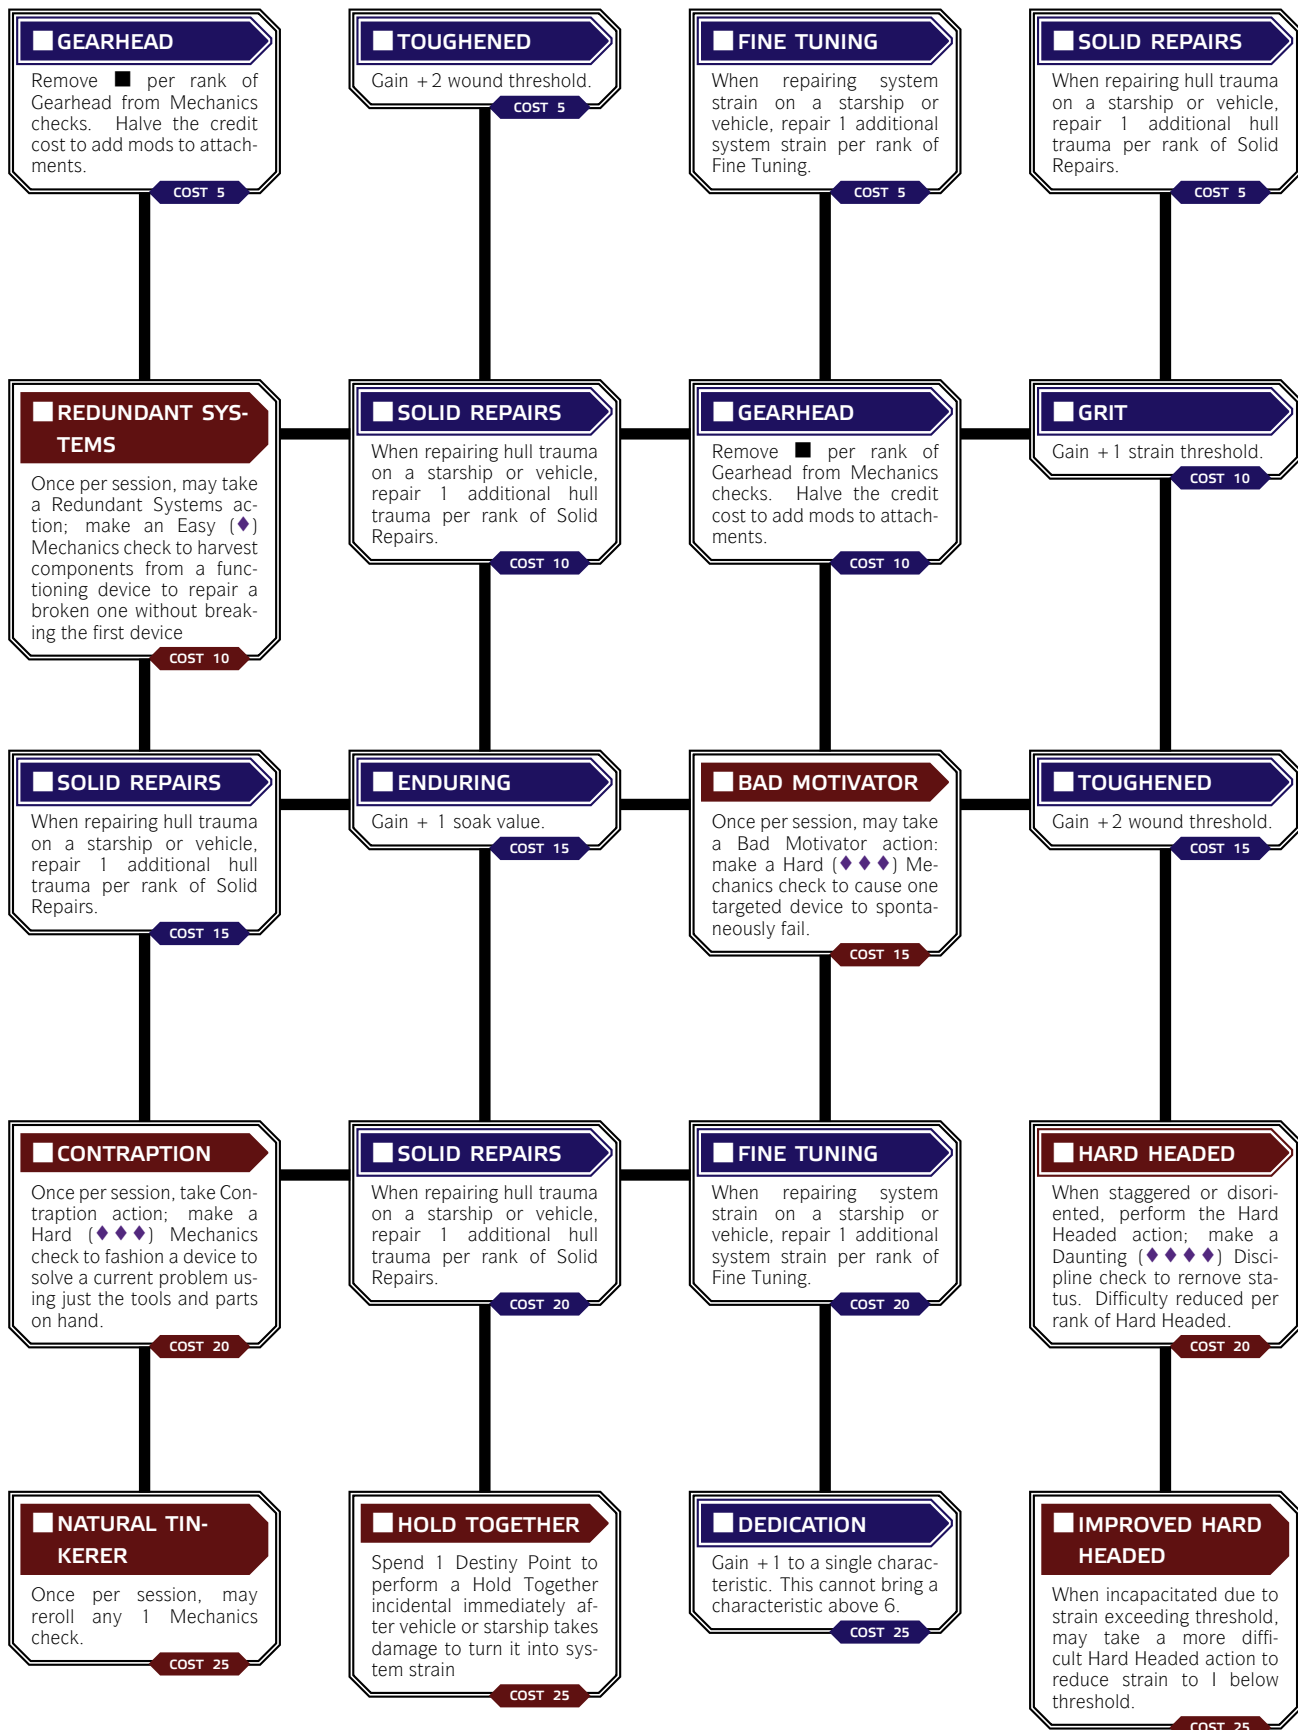 GEARHEAD
Remove ■ per rank of
Gearhead from Mechanics
checks. Halve the credit
cost to add mods to attach-
ments.
COST 5
TOUGHENED
Gain +2 wound threshold.
COST 5
FINE TUNING
When repairing system
strain on a starship or
vehicle, repair 1 additional
system strain per rank of
Fine Tuning.
COST 5
SOLID REPAIRS
When repairing hull trauma
on a starship or vehicle,
repair 1 additional hull
trauma per rank of Solid
Repairs.
COST 5
REDUNDANT SYS-
TEMS
Once per session, may take
a Redundant Systems ac-
tion; make an Easy (♦)
Mechanics check to harvest
components from a func-
tioning device to repair a
broken one without break-
ing the first device
COST 10
SOLID REPAIRS
When repairing hull trauma
on a starship or vehicle,
repair 1 additional hull
trauma per rank of Solid
Repairs.
COST 10
GEARHEAD
Remove ■ per rank of
Gearhead from Mechanics
checks. Halve the credit
cost to add mods to attach-
ments.
COST 10
GRIT
Gain +1 strain threshold.
COST 10
SOLID REPAIRS
When repairing hull trauma
on a starship or vehicle,
repair 1 additional hull
trauma per rank of Solid
Repairs.
COST 15
ENDURING
Gain + 1 soak value.
COST 15
BAD MOTIVATOR
Once per session, may take
a Bad Motivator action:
make a Hard (♦♦♦) Me-
chanics check to cause one
targeted device to sponta-
neously fail.
COST 15
TOUGHENED
Gain +2 wound threshold.
COST 15
CONTRAPTION
Once per session, take Con-
traption action; make a
Hard (♦♦♦) Mechanics
check to fashion a device to
solve a current problem us-
ing just the tools and parts
on hand.
COST 20
SOLID REPAIRS
When repairing hull trauma
on a starship or vehicle,
repair 1 additional hull
trauma per rank of Solid
Repairs.
COST 20
FINE TUNING
When repairing system
strain on a starship or
vehicle, repair 1 additional
system strain per rank of
Fine Tuning.
COST 20
HARD HEADED
When staggered or disori-
ented, perform the Hard
Headed action; make a
Daunting (♦♦♦♦) Disci-
pline check to rernove sta-
tus. Difficulty reduced per
rank of Hard Headed.
COST 20
NATURAL TIN-
KERER
Once per session, may
reroll any 1 Mechanics
check.
COST 25
HOLD TOGETHER
Spend 1 Destiny Point to
perform a Hold Together
incidental immediately af-
ter vehicle or starship takes
damage to turn it into sys-
tem strain
COST 25
DEDICATION
Gain +1 to a single charac-
teristic. This cannot bring a
characteristic above 6.
COST 25
IMPROVED HARD
HEADED
When incapacitated due to
strain exceeding threshold,
may take a more diffi-
cult Hard Headed action to
reduce strain to I below
threshold.
COST 25